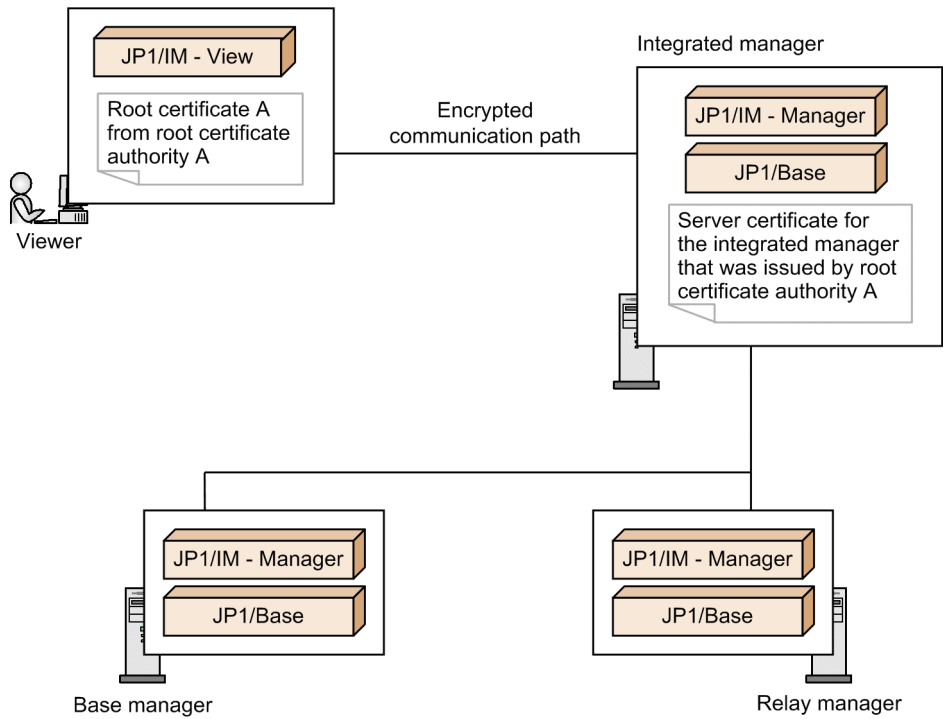 JP1/IM - View
Root certificate A
from root certificate
authority A
Viewer
Encrypted
communication path
Integrated manager
JP1/IM - Manager
JP1/Base
Server certificate for
the integrated manager
that was issued by root
certificate authority A
JP1/IM - Manager
JP1/Base
Base manager
JP1/IM - Manager
JP1/Base
Relay manager